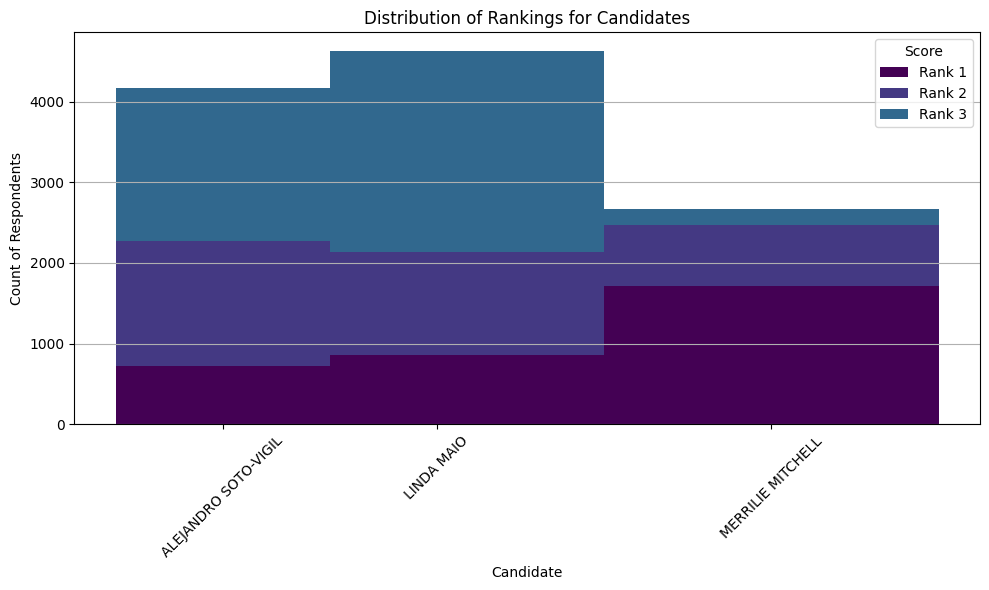 Distribution of Rankings for Candidates
Score
Rank 1
Rank 2
Rank 3
Count of Respondents
4000
3000
2000
1000
0
ALEJANDRO SOTO-VIGIL
LINDA MAIO
MERRILIE MITCHELL
Candidate